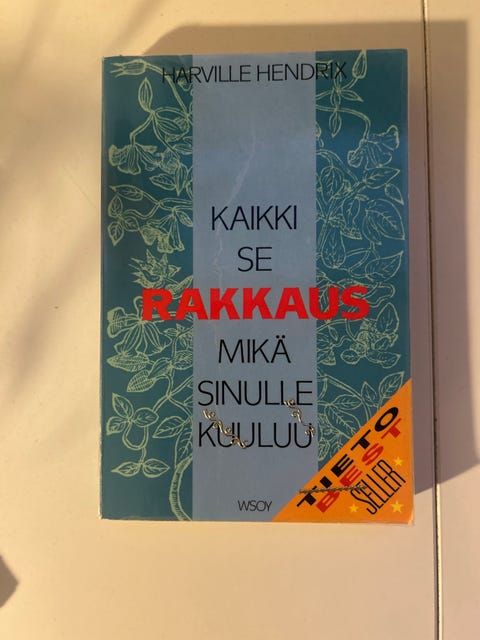 HARVILLE HENDRIX
KAIKKI
SE
RAKKAUS
MIKÄ
SINULLE
KUULUU
TIETO
BEST
SELLER
WSOY